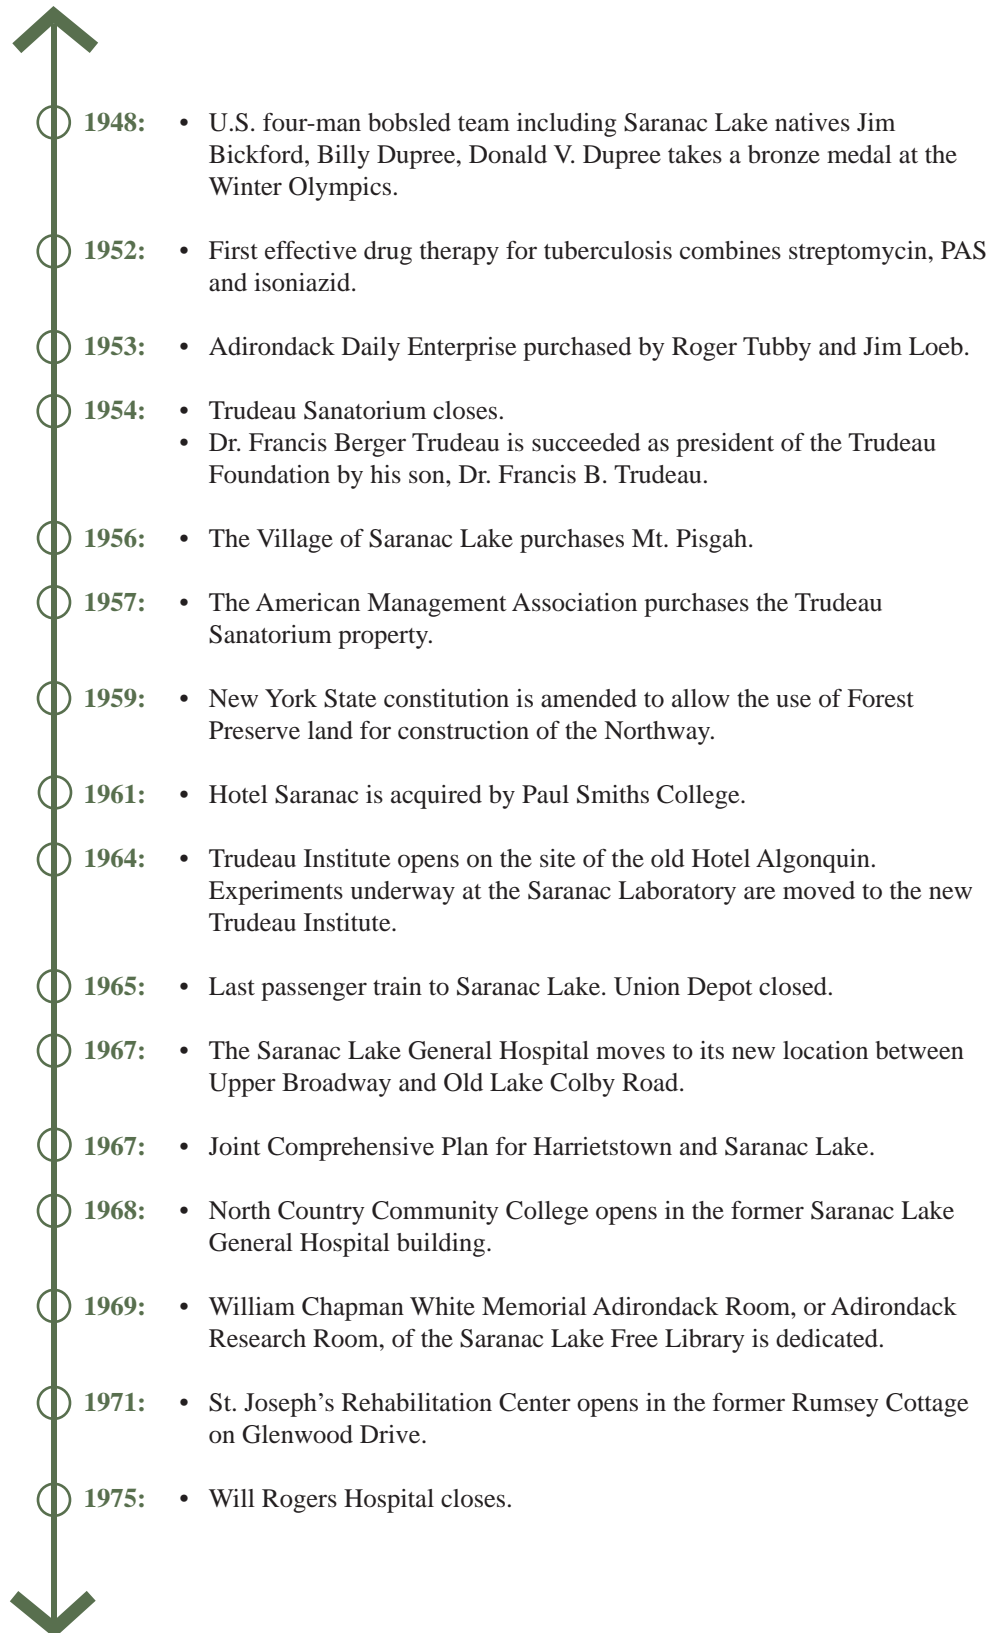 1948: • U.S. four-man bobsled team including Saranac Lake natives Jim
Bickford, Billy Dupree, Donald V. Dupree takes a bronze medal at the
Winter Olympics.
1952: • First effective drug therapy for tuberculosis combines streptomycin, PAS
and isoniazid.
1953: • Adirondack Daily Enterprise purchased by Roger Tubby and Jim Loeb.
1954: • Trudeau Sanatorium closes.
• Dr. Francis Berger Trudeau is succeeded as president of the Trudeau
Foundation by his son, Dr. Francis B. Trudeau.
1956: • The Village of Saranac Lake purchases Mt. Pisgah.
1957: • The American Management Association purchases the Trudeau
Sanatorium property.
1959: • New York State constitution is amended to allow the use of Forest
Preserve land for construction of the Northway.
1961: • Hotel Saranac is acquired by Paul Smiths College.
1964: • Trudeau Institute opens on the site of the old Hotel Algonquin.
Experiments underway at the Saranac Laboratory are moved to the new
Trudeau Institute.
1965: • Last passenger train to Saranac Lake. Union Depot closed.
1967: • The Saranac Lake General Hospital moves to its new location between
Upper Broadway and Old Lake Colby Road.
1967: • Joint Comprehensive Plan for Harrietstown and Saranac Lake.
1968: • North Country Community College opens in the former Saranac Lake
General Hospital building.
1969: • William Chapman White Memorial Adirondack Room, or Adirondack
Research Room, of the Saranac Lake Free Library is dedicated.
1971: • St. Joseph’s Rehabilitation Center opens in the former Rumsey Cottage
on Glenwood Drive.
1975: • Will Rogers Hospital closes.